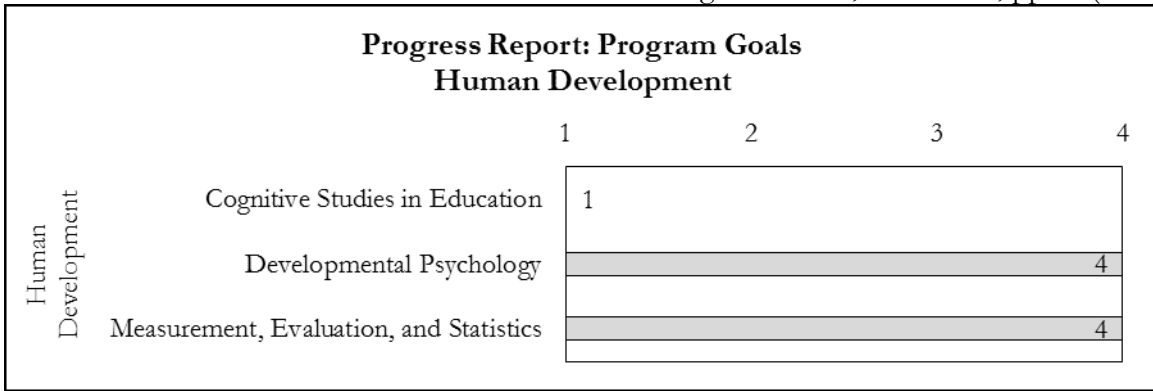 Progress Report: Program Goals
Human Development
1 2 3 4
Human
Development
Cognitive Studies in Education 1
Developmental Psychology 4
Measurement, Evaluation, and Statistics 4